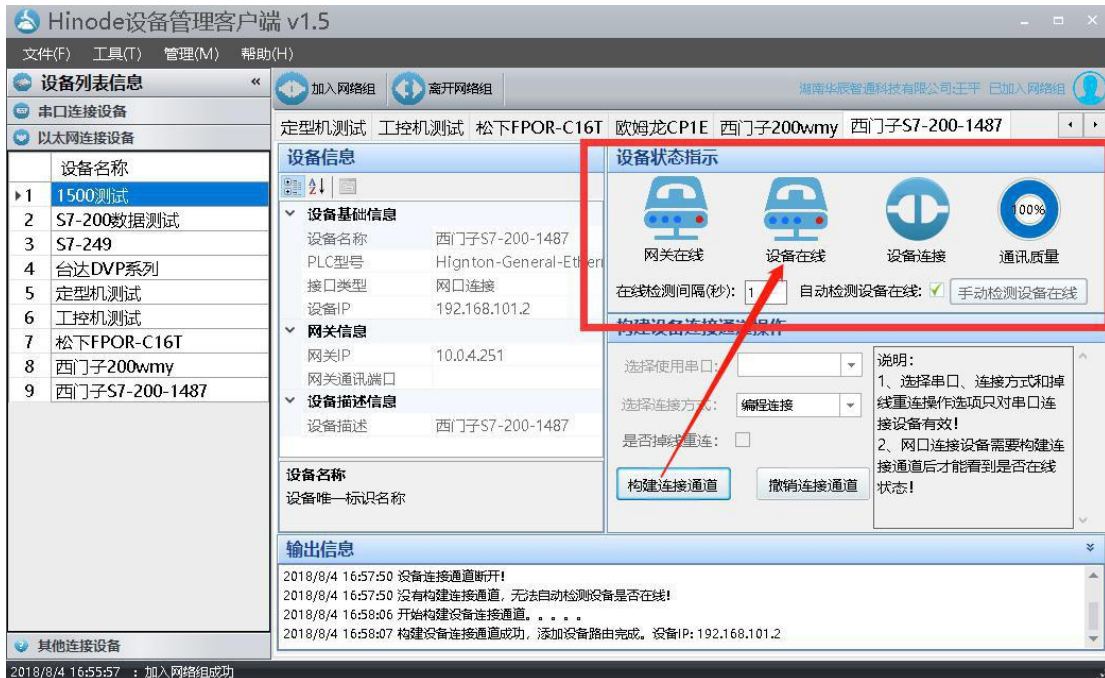 Hinode设备管理客户端 v1.5
文件(F) 工具(T) 管理(M) 帮助(H)
设备列表信息 «
串口连接设备
以太网连接设备
设备名称
1 1500测试
2 S7-200数据测试
3 S7-249
4 台达DVP系列
5 定型机测试
6 工控机测试
7 松下FPOR-C16T
8 西门子200wmy
9 西门子S7-200-1487
其他连接设备
加入网络组 离开网络组
湖南华辰智通科技有限公司:王平 已加入网络组
定型机测试 工控机测试 松下FPOR-C16T 欧姆龙CP1E 西门子200wmy 西门子S7-200-1487
设备信息
设备基础信息
设备名称 西门子S7-200-1487
PLC型号 Hignton-General-Etheri
接口类型 网口连接
设备IP 192.168.101.2
网关信息
网关IP 10.0.4.251
网关通讯端口
设备描述信息
设备描述 西门子S7-200-1487
设备名称
设备唯一标识名称
设备状态指示
100%
网关在线 设备在线 设备连接 通讯质量
在线检测间隔(秒): 1 自动检测设备在线: 手动检测设备在线
构建设备连接通道操作
选择使用串口:
选择连接方式: 编程连接
是否掉线重连:
构建连接通道 撤销连接通道
说明:
1、选择串口、连接方式和掉
线重连操作选项只对串口连
接设备有效!
2、网口连接设备需要构建连
接通道后才能看到是否在线
状态!
输出信息
2018/8/4 16:57:50 设备连接通道断开!
2018/8/4 16:57:50 没有构建连接通道, 无法自动检测设备是否在线!
2018/8/4 16:58:06 开始构建设备连接通道。。。。。
2018/8/4 16:58:07 构建设备连接通道成功, 添加设备路由完成。设备IP: 192.168.101.2
2018/8/4 16:55:57 : 加入网络组成功